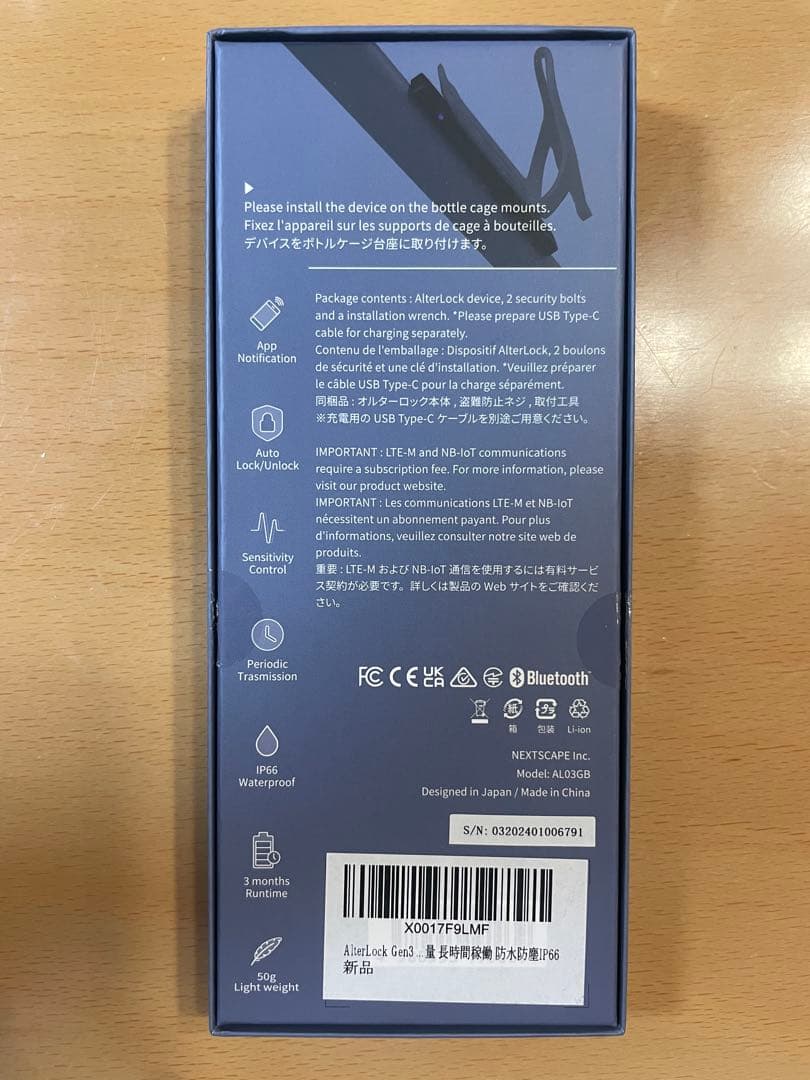 Please install the device on the bottle cage mounts.
Fixez l'appareil sur les supports de cage à bouteilles.
デバイスをボトルケージ台座に取り付けます。
Package contents : AlterLock device, 2 security bolts
and a installation wrench. *Please prepare USB Type-C
cable for charging separately.
Contenu de l'emballage : Dispositif AlterLock, 2 boulons
de sécurité et une clé d'installation. *Veuillez préparer
le câble USB Type-C pour la charge séparément.
同梱品 : オルターロック本体 , 盗難防止ネジ , 取付工具
※充電用の USB Type-C ケーブルを別途ご用意ください。
IMPORTANT : LTE-M and NB-IoT communications
require a subscription fee. For more information, please
visit our product website.
IMPORTANT : Les communications LTE-M et NB-IoT
nécessitent un abonnement payant. Pour plus
d'informations, veuillez consulter notre site web de
produits.
重要 : LTE-M および NB-IoT 通信を使用するには有料サービ
ス契約が必要です。詳しくは製品の Web サイトをご確認くだ
さい。
App
Notification
Auto
Lock/Unlock
Sensitivity
Control
Periodic
Trasmission
IP66
Waterproof
3 months
Runtime
50g
Light weight
FC CE UK CA Bluetooth
紙 プラ
箱 包装 Li-ion
NEXTSCAPE Inc.
Model: AL03GB
Designed in Japan / Made in China
S/N: 03202401006791
X0017F9LMF
AlterLock Gen3 ...量 長時間稼働 防水防塵IP66
新品